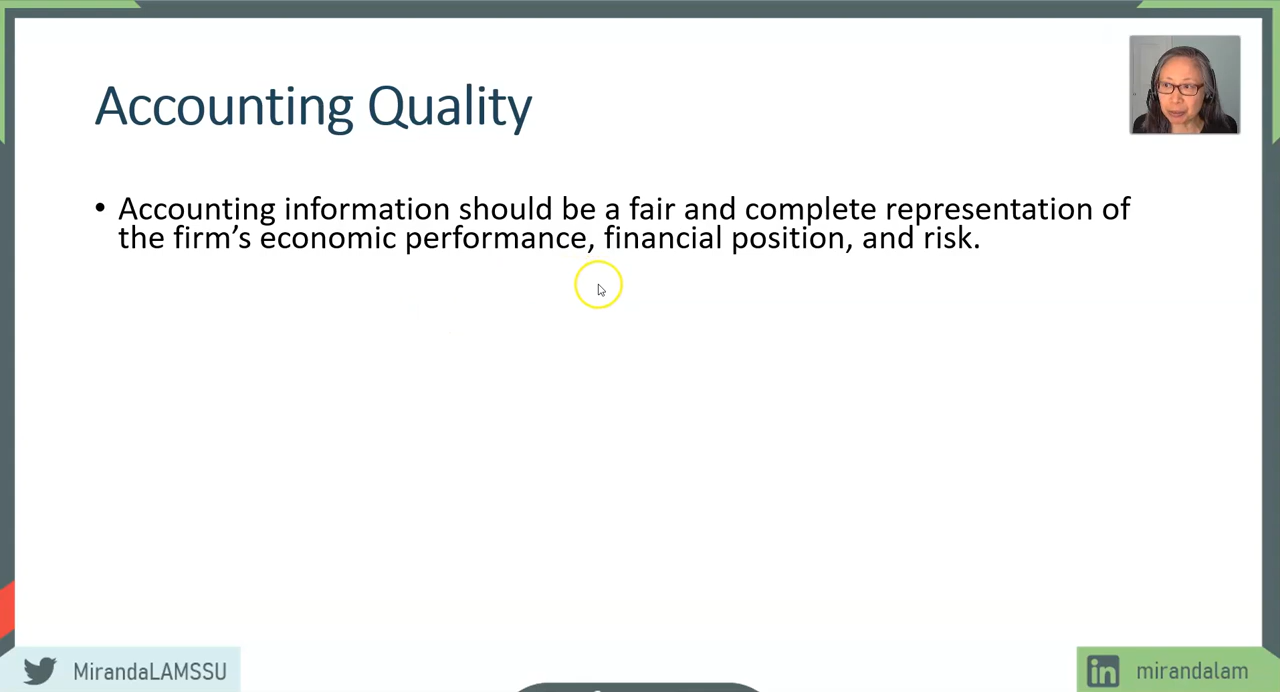 Accounting Quality
• Accounting information should be a fair and complete representation of
the firm’s economic performance, financial position, and risk.
MirandaLAMSSU
in mirandalam